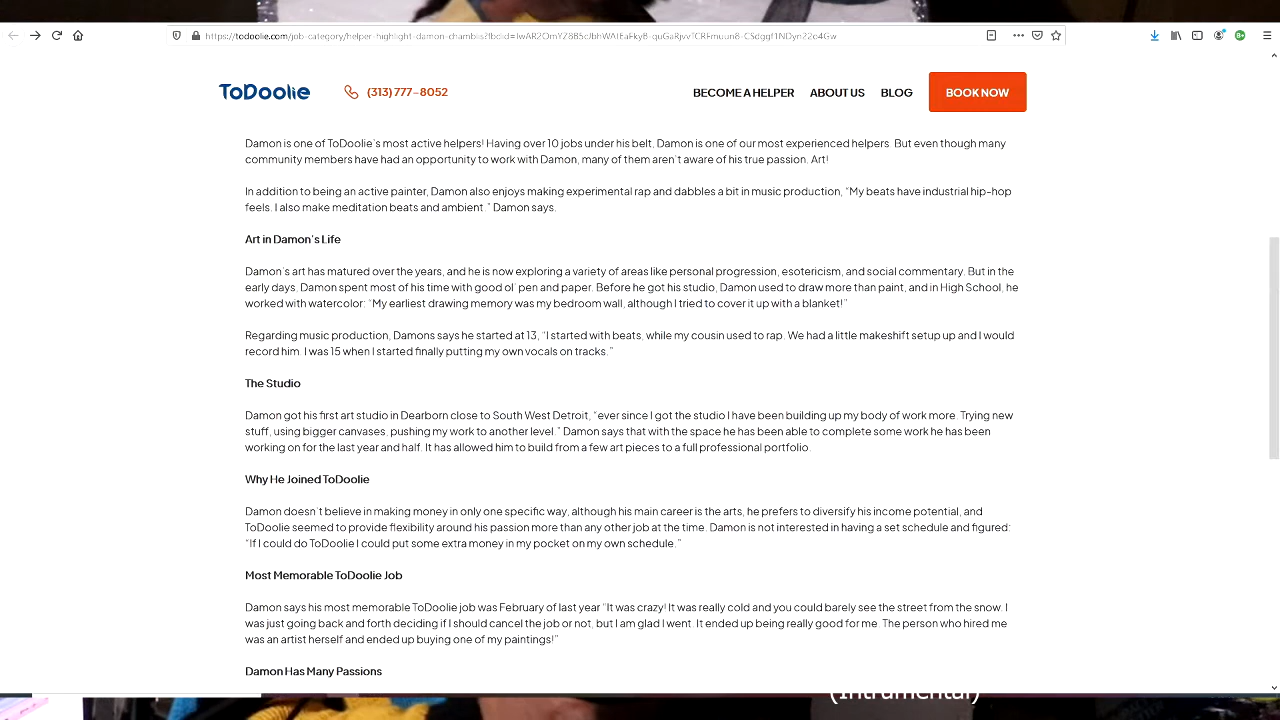 https://todoolie.com/job-category/helper-highlight-damon-chambliss?fbclid=IwAR2OmYZ8B5cJbhWAIEaFkyB-quGaRjsvTCRFmuun8-CSdggf1NDyn22o4Gw
ToDoolie
(313) 777-8052
BECOME A HELPER
ABOUT US
BLOG
BOOK NOW
Damon is one of ToDoolie's most active helpers! Having over 10 jobs under his belt, Damon is one of our most experienced helpers. But even though many
community members have had an opportunity to work with Damon, many of them aren't aware of his true passion. Art!
In addition to being an active painter, Damon also enjoys making experimental rap and dabbles a bit in music production, “My beats have industrial hip-hop
feels. I also make meditation beats and ambient.” Damon says.
Art in Damon's Life
Damon's art has matured over the years, and he is now exploring a variety of areas like personal progression, esotericism, and social commentary. But in the
early days. Damon spent most of his time with good ol' pen and paper. Before he got his studio, Damon used to draw more than paint, and in High School, he
worked with watercolor: “My earliest drawing memory was my bedroom wall, although I tried to cover it up with a blanket!”
Regarding music production, Damons says he started at 13, “I started with beats, while my cousin used to rap. We had a little makeshift setup up and I would
record him. I was 15 when I started finally putting my own vocals on tracks.”
The Studio
Damon got his first art studio in Dearborn close to South West Detroit, “ever since I got the studio I have been building up my body of work more. Trying new
stuff, using bigger canvases, pushing my work to another level.” Damon says that with the space he has been able to complete some work he has been
working on for the last year and half. It has allowed him to build from a few art pieces to a full professional portfolio.
Why He Joined ToDoolie
Damon doesn't believe in making money in only one specific way, although his main career is the arts, he prefers to diversify his income potential, and
ToDoolie seemed to provide flexibility around his passion more than any other job at the time. Damon is not interested in having a set schedule and figured:
“If I could do ToDoolie I could put some extra money in my pocket on my own schedule.”
Most Memorable ToDoolie Job
Damon says his most memorable ToDoolie job was February of last year “It was crazy! It was really cold and you could barely see the street from the snow. I
was just going back and forth deciding if I should cancel the job or not, but I am glad I went. It ended up being really good for me. The person who hired me
was an artist herself and ended up buying one of my paintings!”
Damon Has Many Passions
(Intrumental)